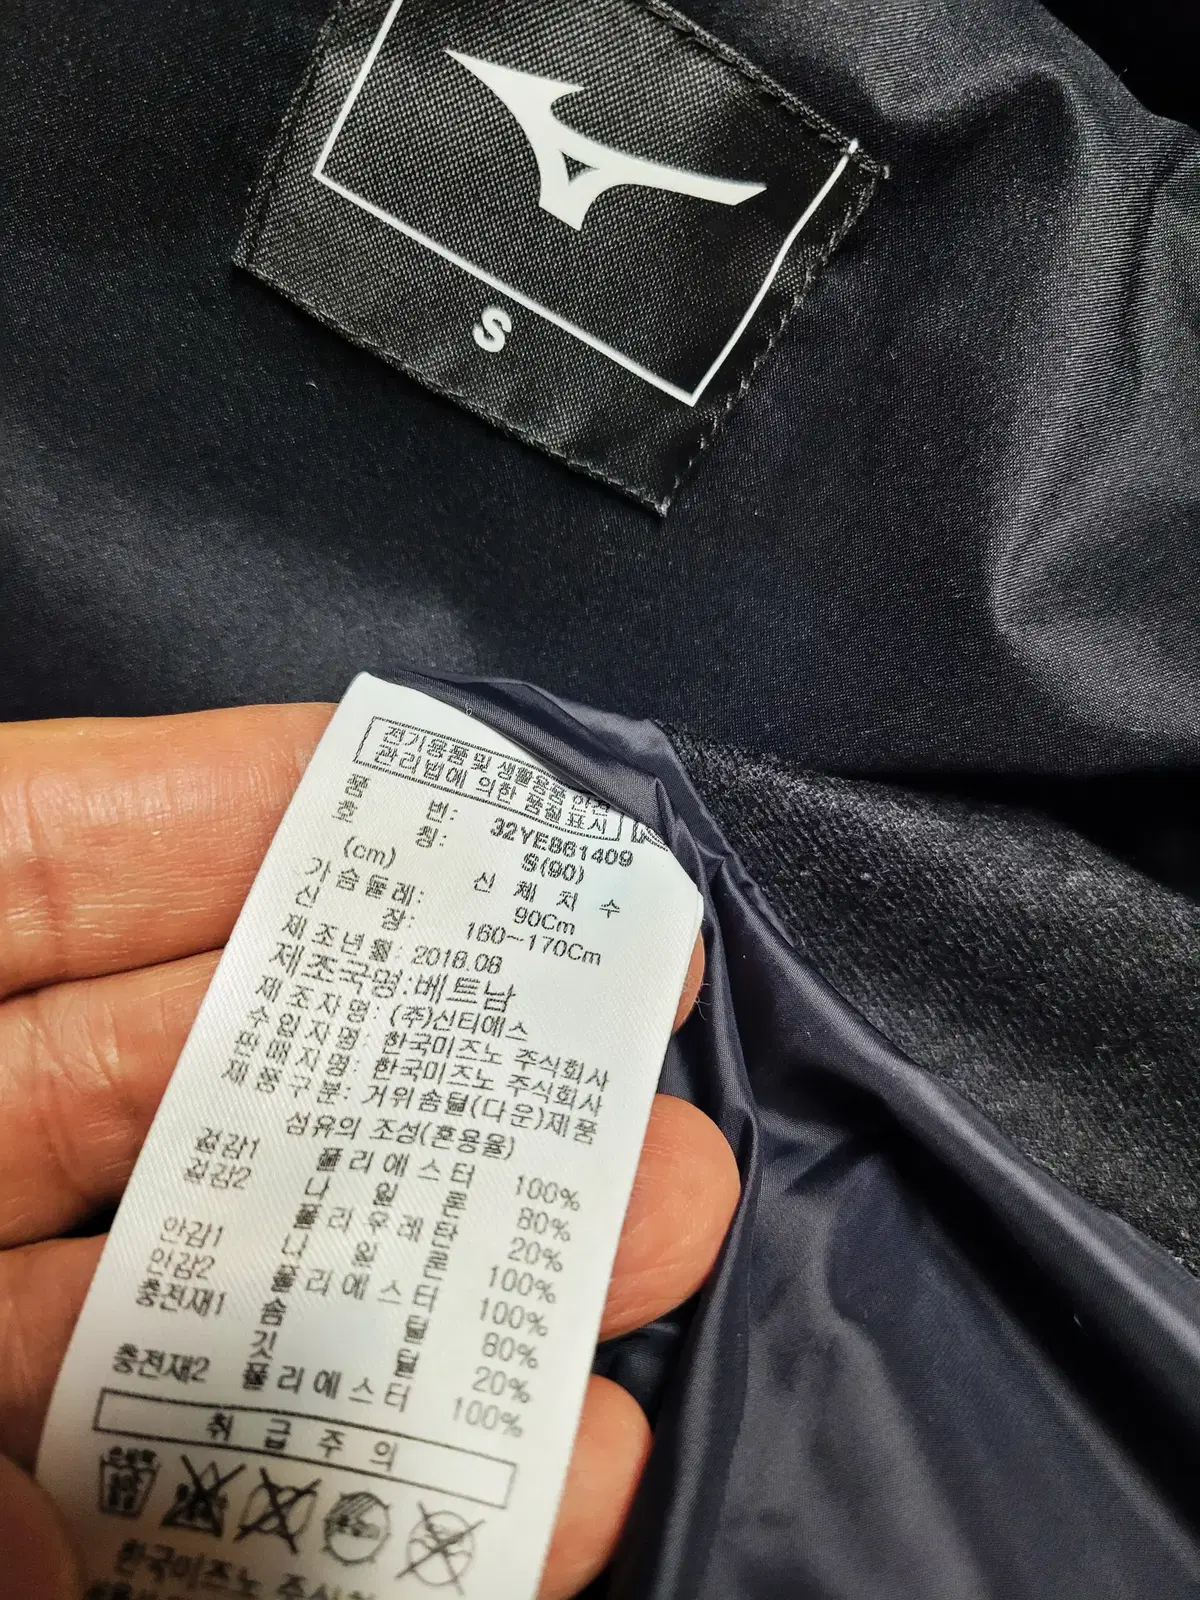 S
전기용품 및 생활용품 안전
관리법에 의한 품질표시
품 번: 32YE861409
호 칭: S(90)
(cm) 신 체 치 수
가 슴 둘 레: 90Cm
신 장: 160~170Cm
제 조 년 월: 2018.08
제조국명:베트남
제 조 자 명: (주)신티에스
수 입 자 명: 한국미즈노 주식회사
판 매 자 명: 한국미즈노 주식회사
제 품 구 분: 거위솜털(다운)제품
섬유의 조성(혼용율)
겉감1 폴 리 에 스 터 100%
겉감2 나 일 론 80%
폴 리 우 레 탄 20%
안감1 나 일 론 100%
안감2 폴 리 에 스 터 100%
충전재1 솜 털 80%
깃 털 20%
충전재2 폴 리 에 스 터 100%
취 급 주 의
한국미즈노 주식회